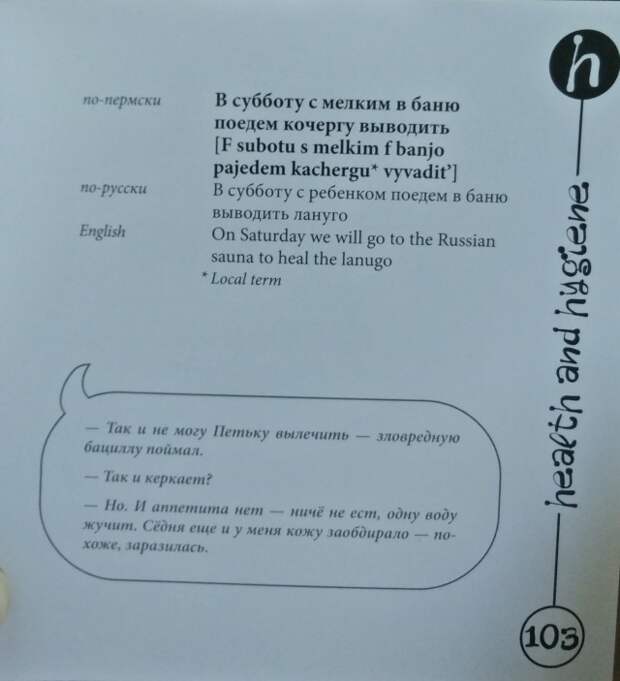 h
по-пермски В субботу с мелким в баню
поедем кочергу выводить
[F subotu s melkim f banjo
pajedem kachergu* vyvadit’]
по-русски В субботу с ребенком поедем в баню
выводить лануго
English On Saturday we will go to the Russian
sauna to heal the lanugo
* Local term
— Так и не могу Петьку вылечить — зловредную
бациллу поймал.
— Так и керкает?
— Но. И аппетита нет — ничё не ест, одну воду
жучит. Сёдня еще и у меня кожу заобдирало — по-
хоже, заразилась.
health and hygiene
103